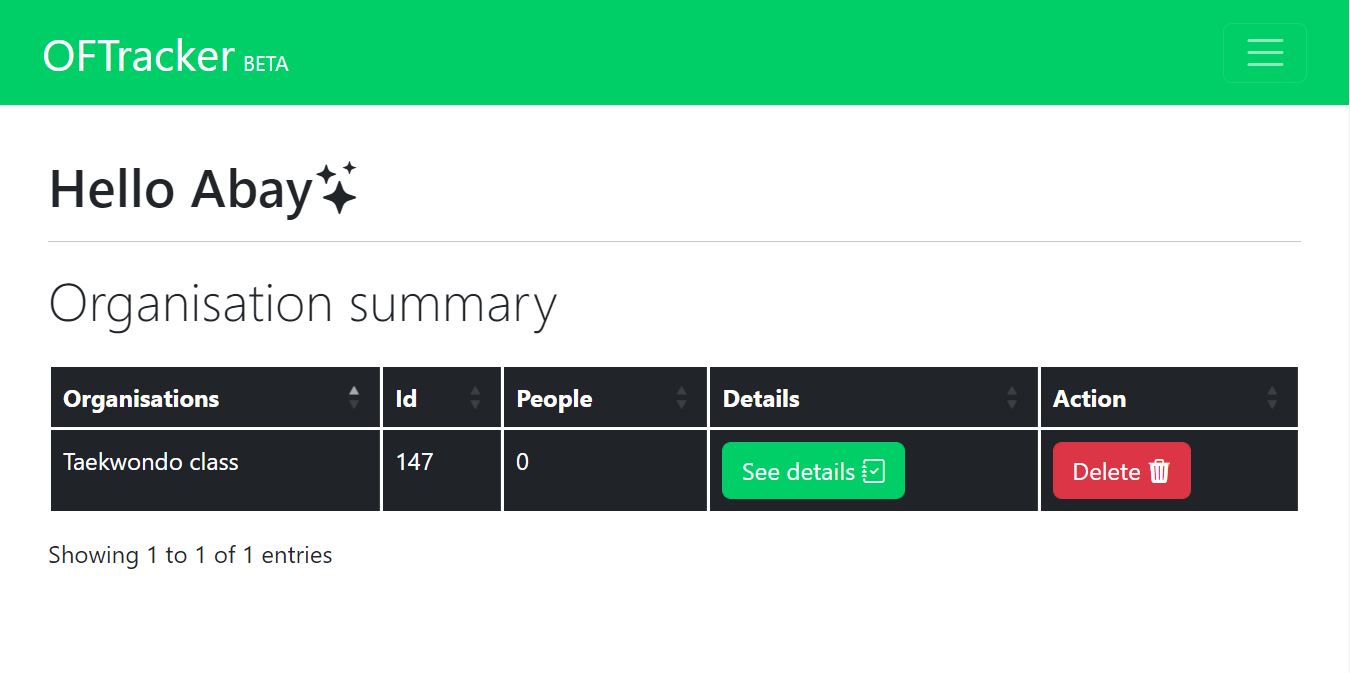 OFTracker BETA
Hello Abay
Organisation summary
Organisations Id People Details Action
Taekwondo class 147 0 See details Delete
Showing 1 to 1 of 1 entries